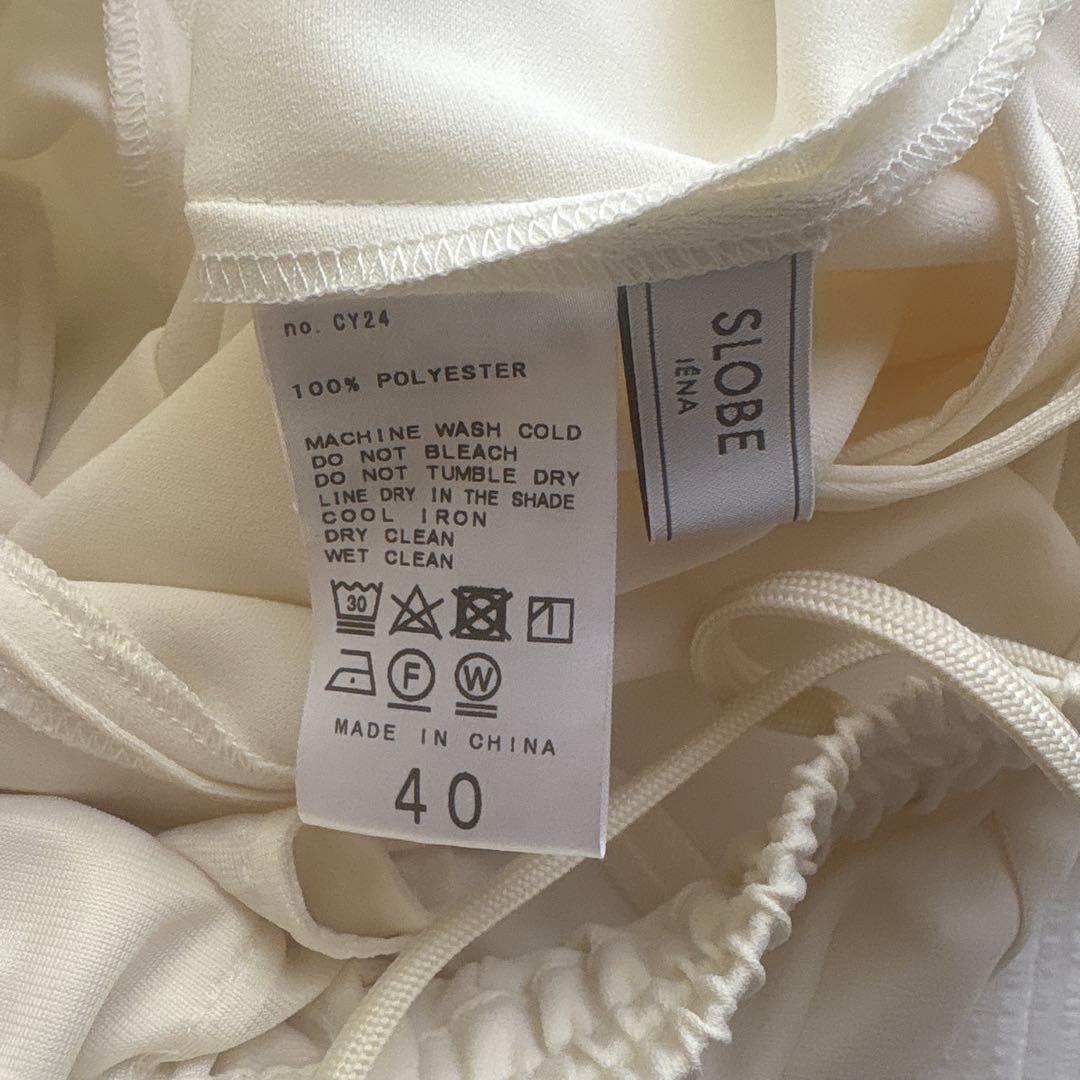 no. CY24
100% POLYESTER
MACHINE WASH COLD
DO NOT BLEACH
DO NOT TUMBLE DRY
LINE DRY IN THE SHADE
COOL IRON
DRY CLEAN
WET CLEAN
30
F W
MADE IN CHINA
40
SLOBE
IÉNA